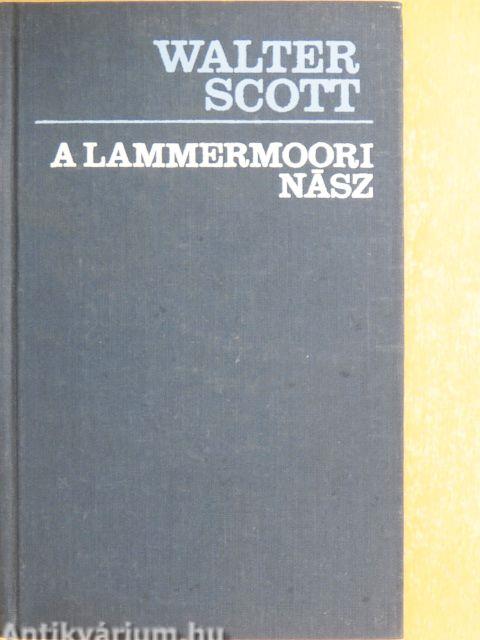 WALTER
SCOTT
A LAMMERMOORI
NÁSZ
Antikvárium.hu